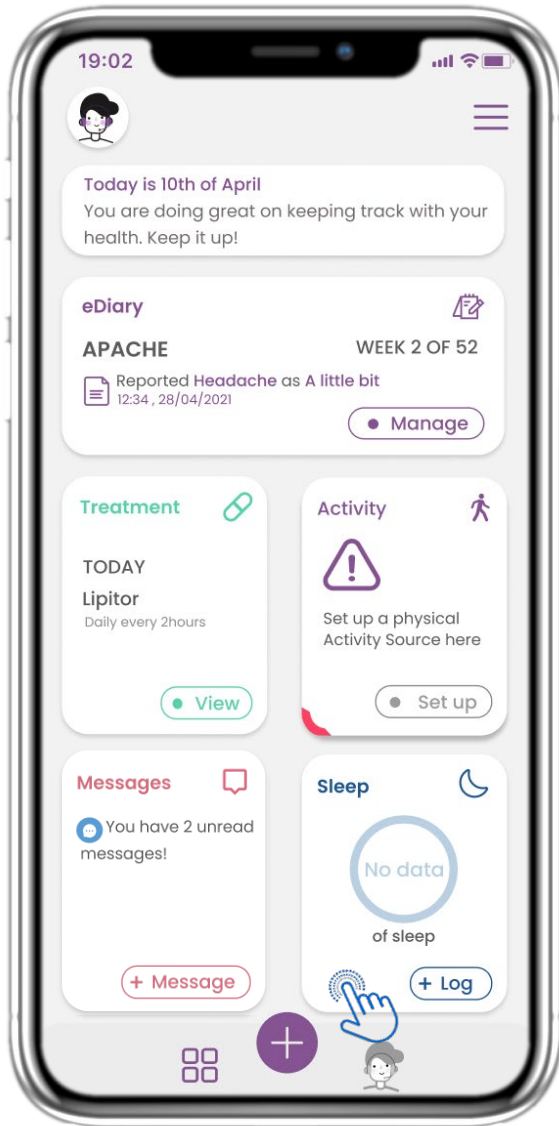 19:02
Today is 10th of April
You are doing great on keeping track with your
health. Keep it up!
eDiary
APACHE
WEEK 2 OF 52
Reported Headache as A little bit
12:34 , 28/04/2021
Manage
Treatment
TODAY
Lipitor
Daily every 2hours
View
Activity
Set up a physical
Activity Source here
Set up
Messages
You have 2 unread
messages!
+ Message
Sleep
No data
of sleep
+ Log